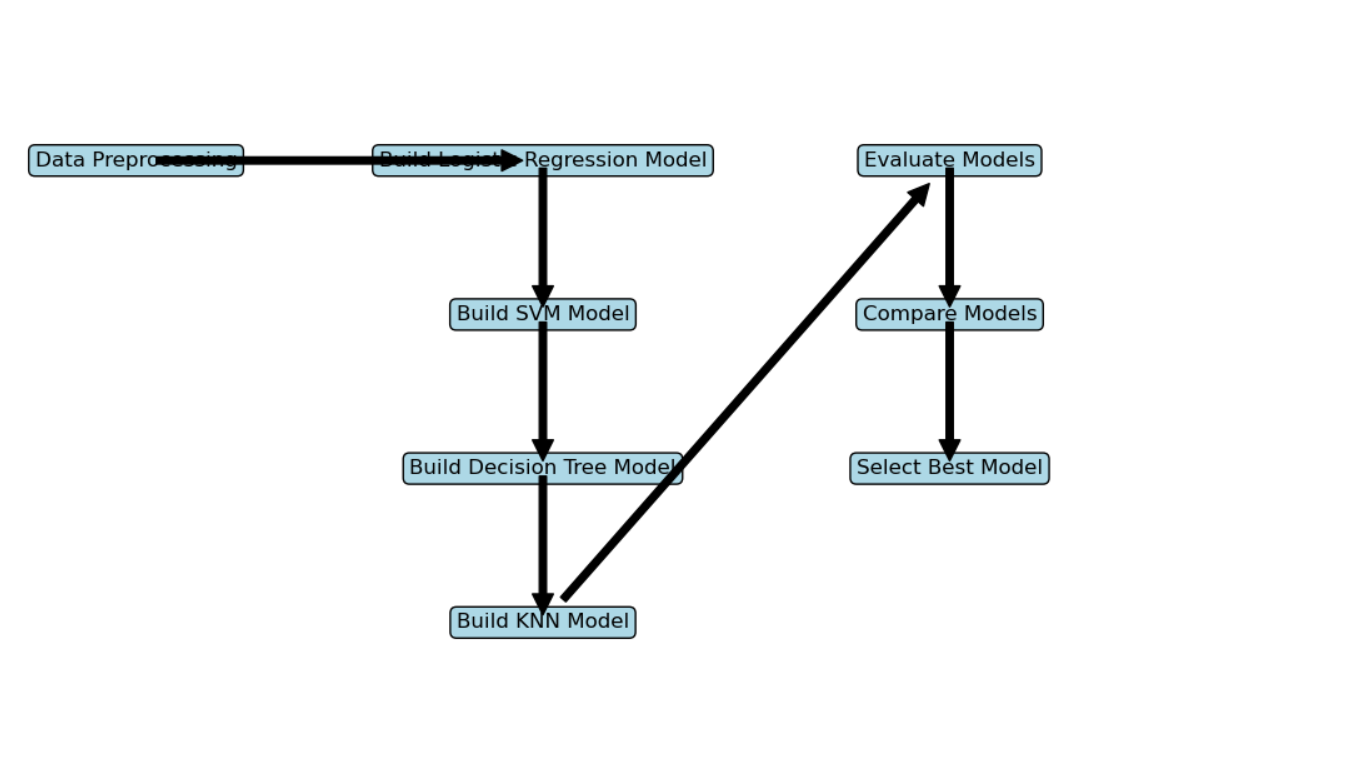 Data Preprocessing
Build Logistic Regression Model
Build SVM Model
Build Decision Tree Model
Build KNN Model
Evaluate Models
Compare Models
Select Best Model